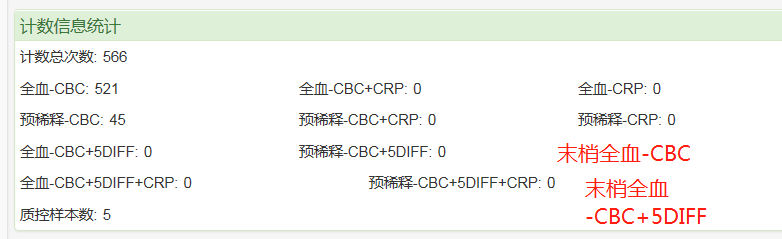 计数信息统计
计数总次数: 566
全血-CBC: 521 全血-CBC+CRP: 0 全血-CRP: 0
预稀释-CBC: 45 预稀释-CBC+CRP: 0 预稀释-CRP: 0
全血-CBC+5DIFF: 0 预稀释-CBC+5DIFF: 0 末梢全血-CBC
全血-CBC+5DIFF+CRP: 0 预稀释-CBC+5DIFF+CRP: 0 末梢全血
质控样本数: 5 -CBC+5DIFF